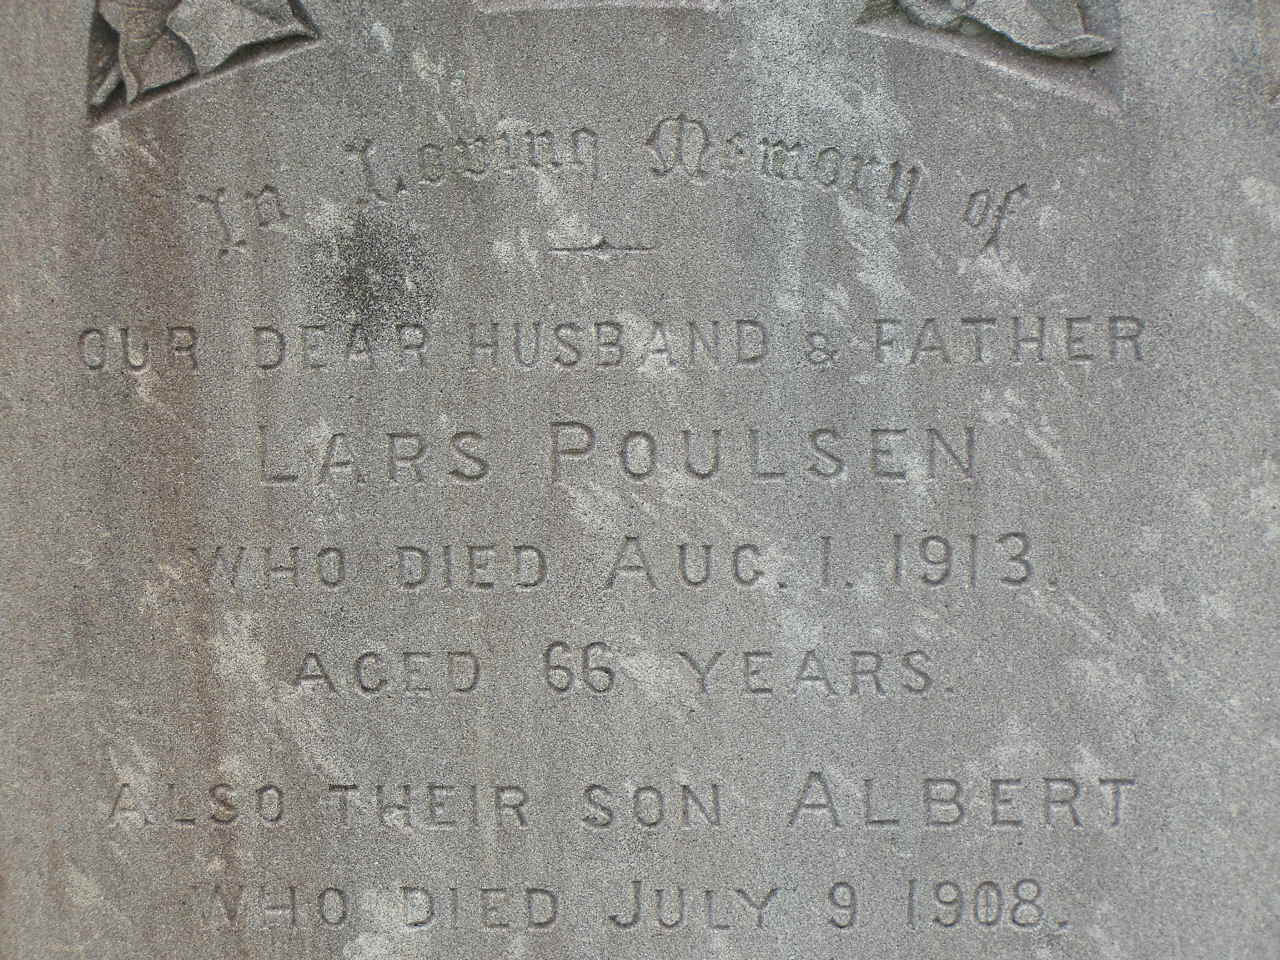 In Loving Memory of
OUR DEAR HUSBAND & FATHER
LARS POULSEN
WHO DIED AUG. 1. 1913.
AGED 66 YEARS.
ALSO THEIR SON ALBERT
WHO DIED JULY 9 1908.